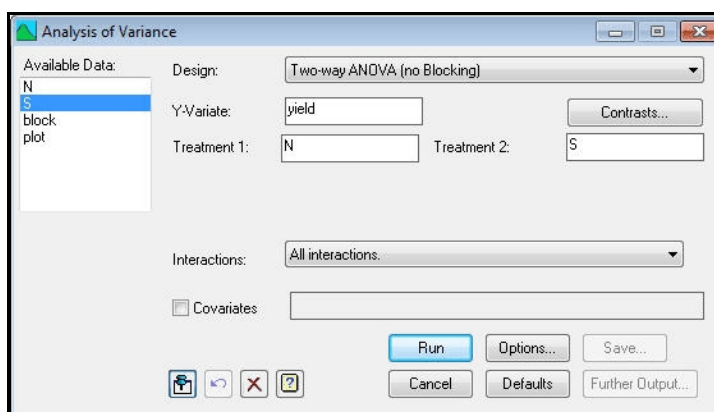 Analysis of Variance
Available Data:
N
S
block
plot
Design:
Two-way ANOVA (no Blocking)
Y-Variate:
yield
Contrasts...
Treatment 1:
N
Treatment 2:
S
Interactions:
All interactions.
Covariates
Run
Options...
Save...
Cancel
Defaults
Further Output...